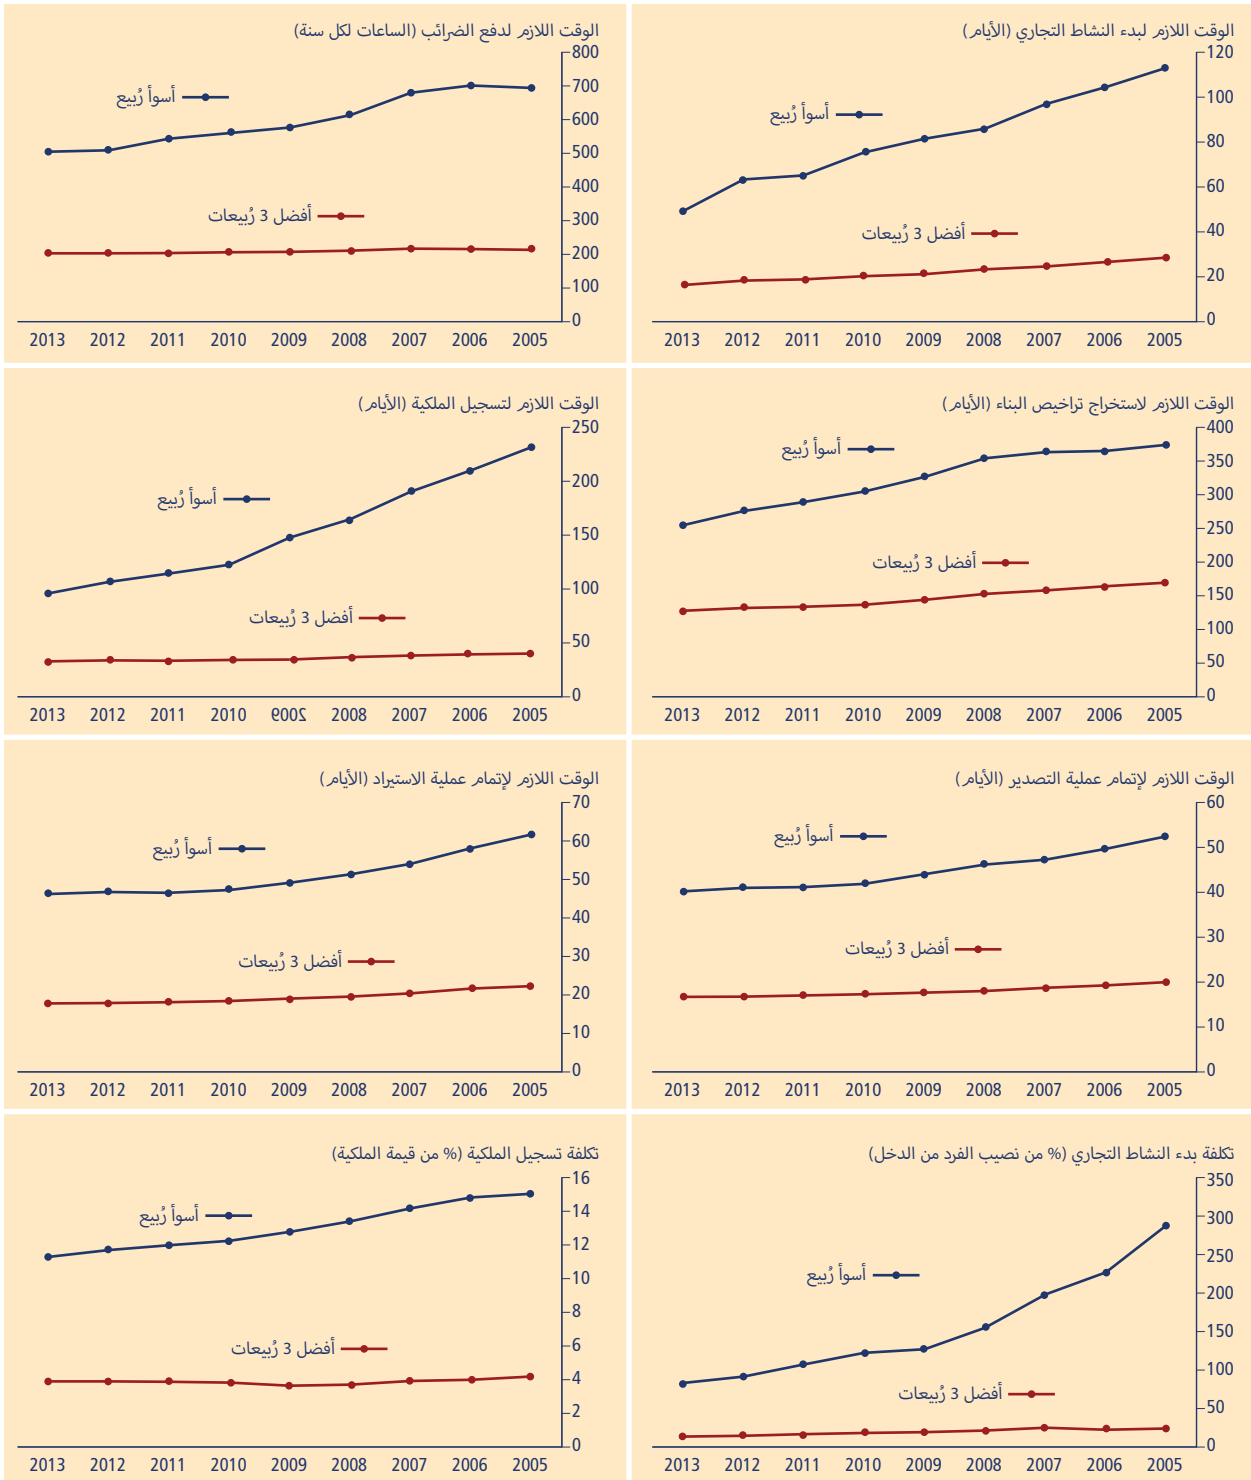 الوقت اللازم لبدء النشاط التجاري (الأيام)
120
100
80
60
40
20
0
أسوأ رُبيع
أفضل 3 رُبيعات
2005 2006 2007 2008 2009 2010 2011 2012 2013
الوقت اللازم لدفع الضرائب (الساعات لكل سنة)
800
700
600
500
400
300
200
100
0
أسوأ رُبيع
أفضل 3 رُبيعات
2005 2006 2007 2008 2009 2010 2011 2012 2013
الوقت اللازم لاستخراج تراخيص البناء (الأيام)
400
350
300
250
200
150
100
50
0
أسوأ رُبيع
أفضل 3 رُبيعات
2005 2006 2007 2008 2009 2010 2011 2012 2013
الوقت اللازم لتسجيل الملكية (الأيام)
250
200
150
100
50
0
أسوأ رُبيع
أفضل 3 رُبيعات
2005 2006 2007 2008 2009 2010 2011 2012 2013
الوقت اللازم لإتمام عملية التصدير (الأيام)
60
50
40
30
20
10
0
أسوأ رُبيع
أفضل 3 رُبيعات
2005 2006 2007 2008 2009 2010 2011 2012 2013
الوقت اللازم لإتمام عملية الاستيراد (الأيام)
70
60
50
40
30
20
10
0
أسوأ رُبيع
أفضل 3 رُبيعات
2005 2006 2007 2008 2009 2010 2011 2012 2013
تكلفة بدء النشاط التجاري (% من نصيب الفرد من الدخل)
350
300
250
200
150
100
50
0
أسوأ رُبيع
أفضل 3 رُبيعات
2005 2006 2007 2008 2009 2010 2011 2012 2013
تكلفة تسجيل الملكية (% من قيمة الملكية)
16
14
12
10
8
6
4
2
0
أسوأ رُبيع
أفضل 3 رُبيعات
2005 2006 2007 2008 2009 2010 2011 2012 2013